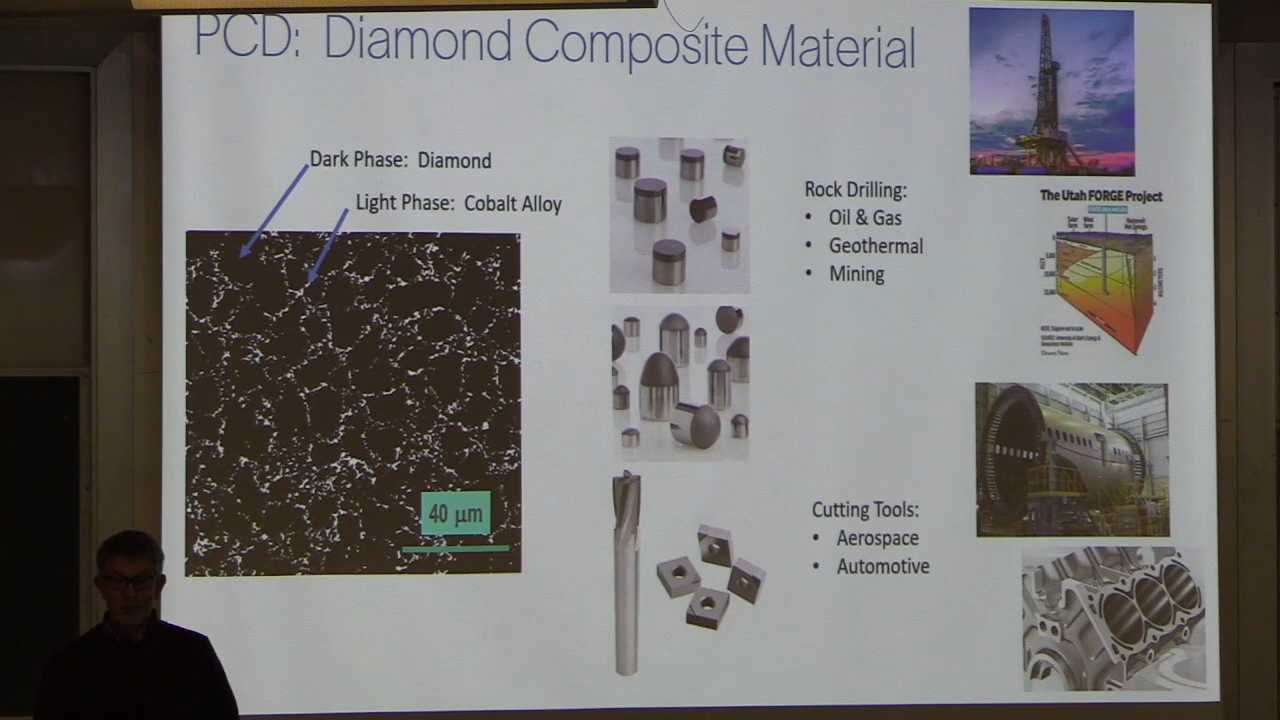 PCD: Diamond Composite Material
Dark Phase: Diamond
Light Phase: Cobalt Alloy
40 µm
Rock Drilling:
• Oil & Gas
• Geothermal
• Mining
The Utah FORGE Project
Cutting Tools:
• Aerospace
• Automotive